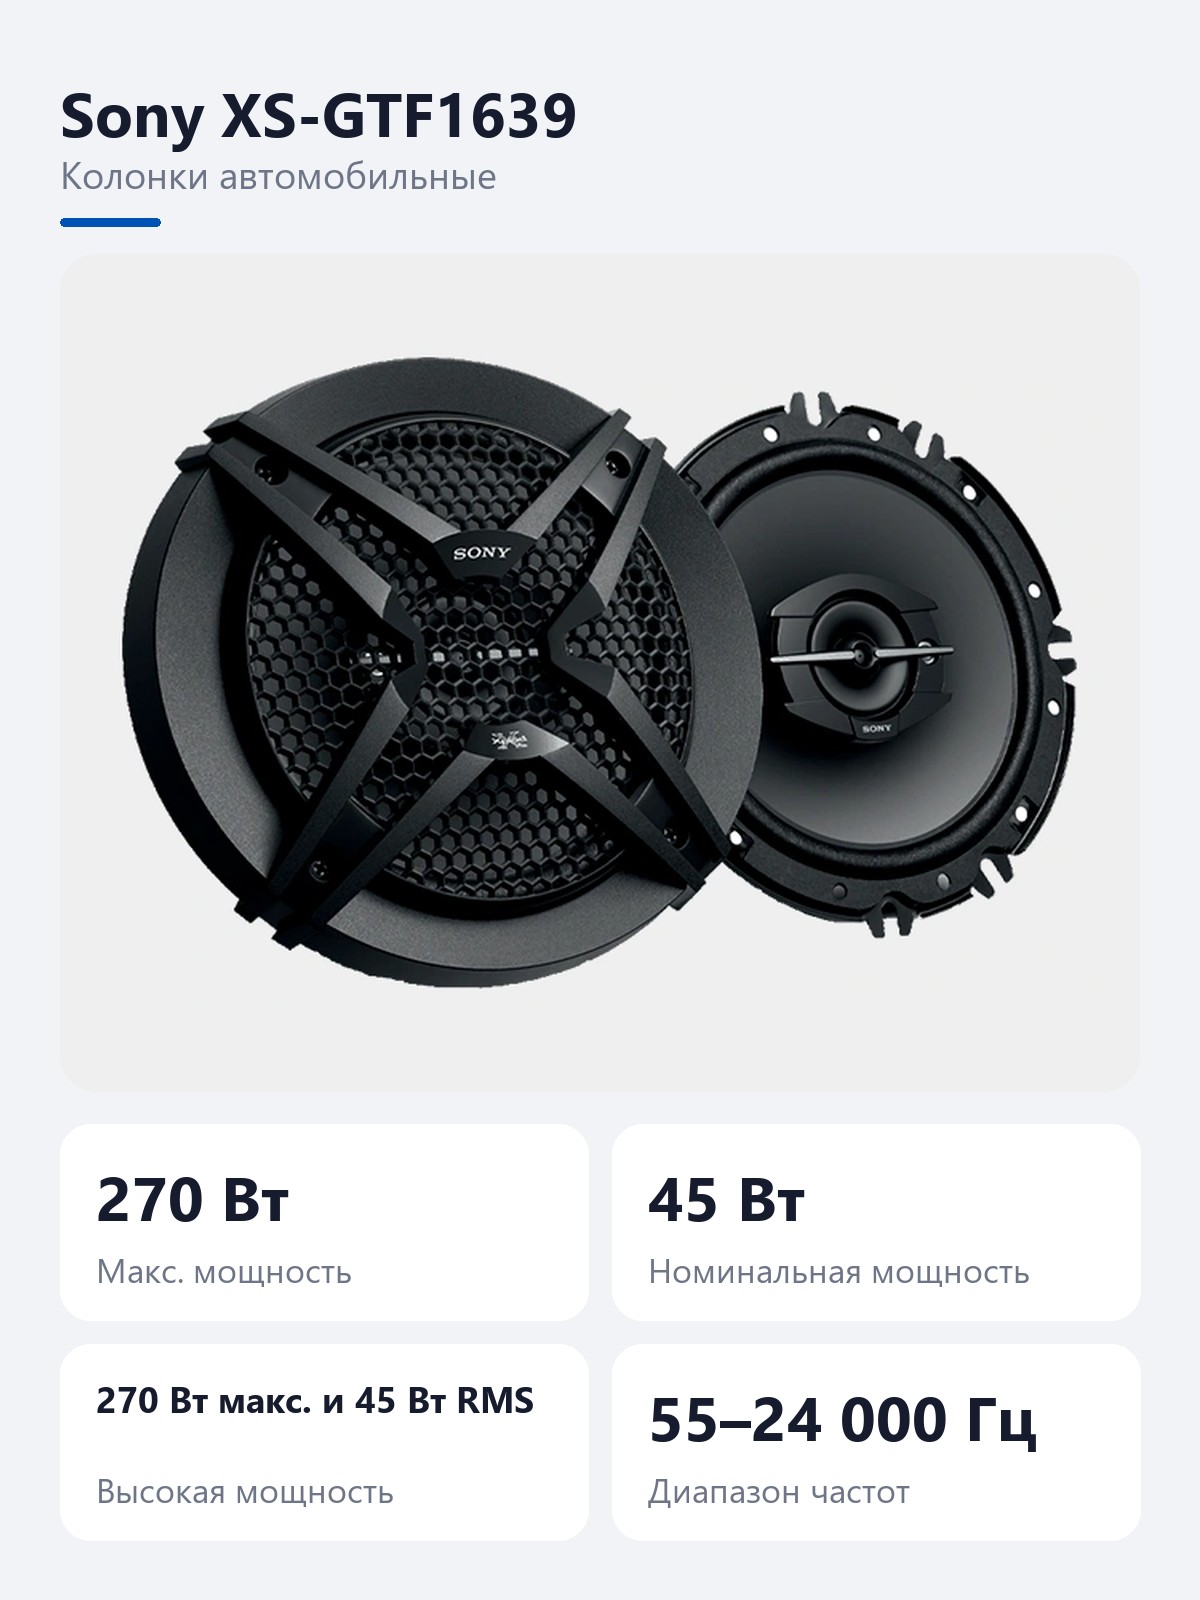 Sony XS-GTF1639
Колонки автомобильные
SONY
SONY
270 Вт
Макс. мощность
45 Вт
Номинальная мощность
270 Вт макс. и 45 Вт RMS
Высокая мощность
55–24 000 Гц
Диапазон частот